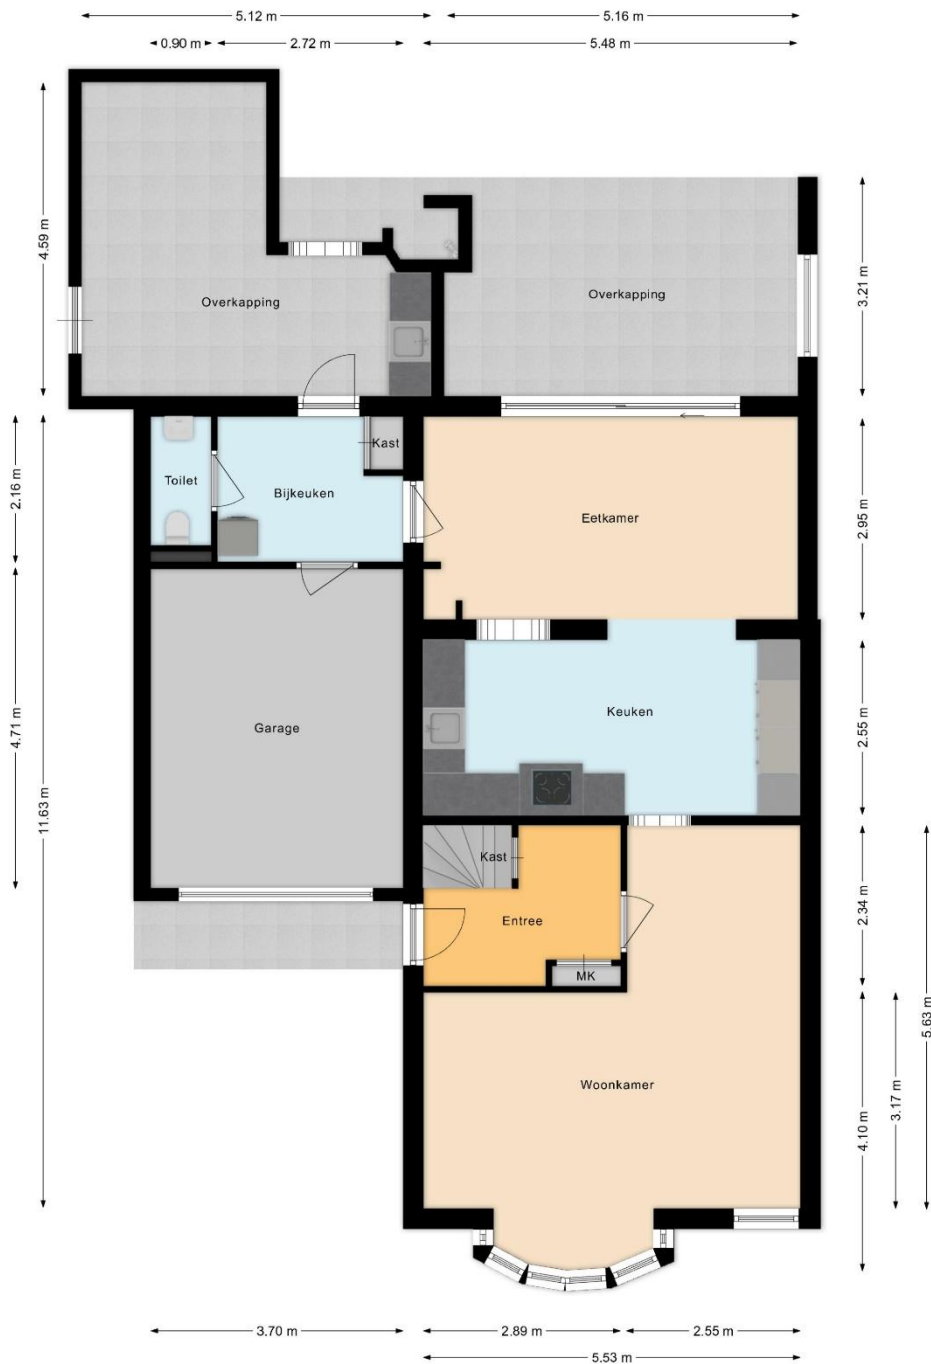 5.12 m
5.16 m
0.90 m
2.72 m
5.48 m
4.59 m
3.21 m
Overkapping
Overkapping
2.16 m
Kast
Toilet
Bijkeuken
Eetkamer
2.95 m
4.71 m
Garage
Keuken
2.55 m
11.63 m
Kast
Entree
2.34 m
MK
5.63 m
Woonkamer
3.17 m
4.10 m
3.70 m
2.89 m
2.55 m
5.53 m